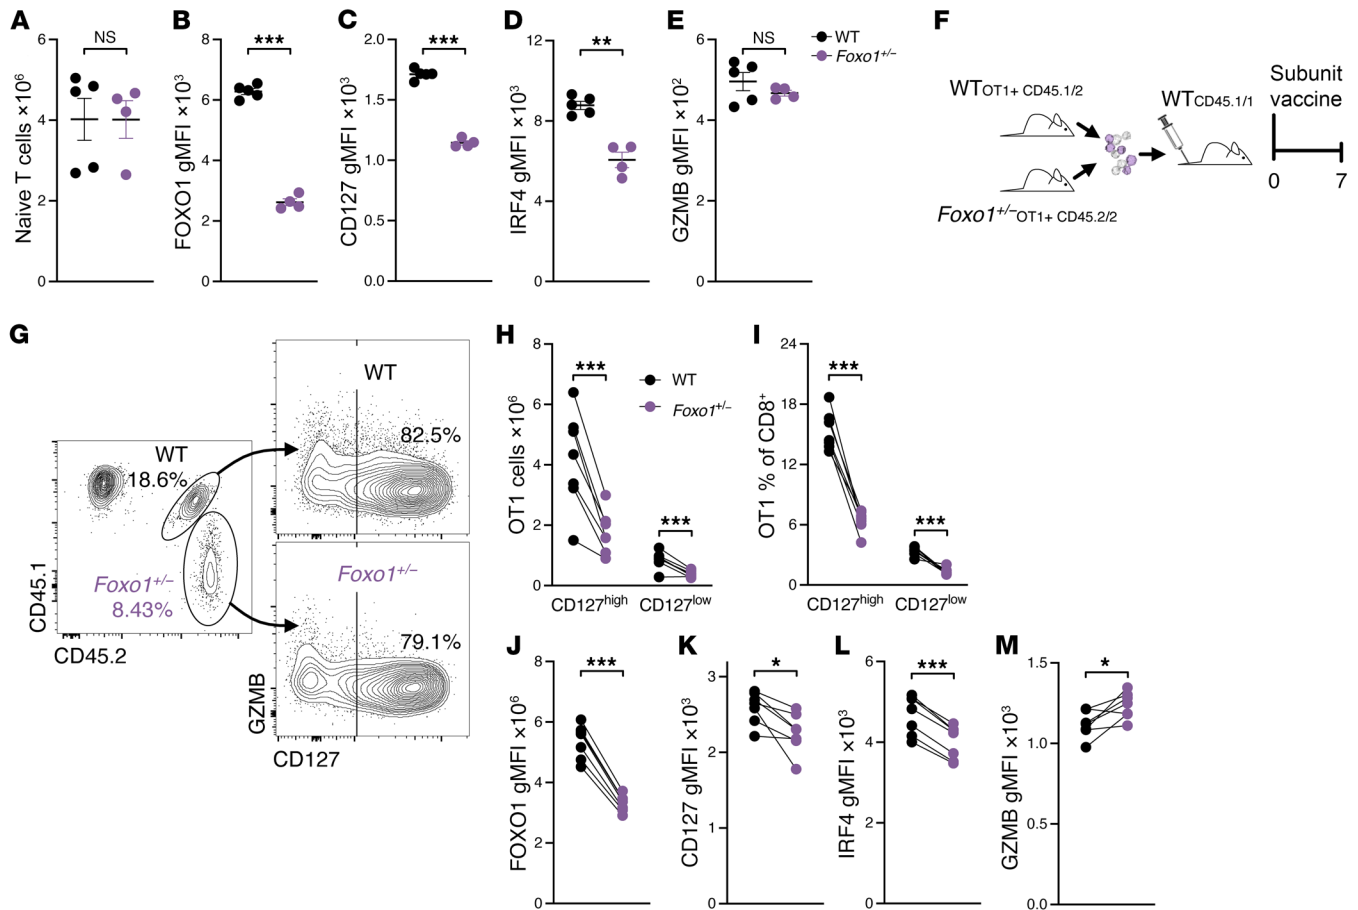 A
Naive T cells ×10⁶
6
4
2
0
NS
B
FOXO1 gMFI ×10³
8
6
4
2
0
***
C
CD127 gMFI ×10³
2.0
1.5
1.0
0.5
0.0
***
D
IRF4 gMFI ×10³
12
8
4
0
**
E
GZMB gMFI ×10²
6
4
2
0
NS
WT
Foxo1⁺/⁻
F
WT OT1+ CD45.1/2
Foxo1⁺/⁻ OT1+ CD45.2/2
WT CD45.1/1
Subunit
vaccine
0 7
G
CD45.1
CD45.2
WT
18.6%
Foxo1⁺/⁻
8.43%
WT
82.5%
Foxo1⁺/⁻
79.1%
GZMB
CD127
H
OT1 cells ×10⁶
8
6
4
2
0
***
***
WT
Foxo1⁺/⁻
CD127ʰⁱᵍʰ CD127ˡᵒʷ
I
OT1 % of CD8⁺
24
18
12
6
0
***
***
CD127ʰⁱᵍʰ CD127ˡᵒʷ
J
FOXO1 gMFI ×10⁶
8
6
4
2
0
***
K
CD127 gMFI ×10³
3
2
1
0
*
L
IRF4 gMFI ×10³
6
4
2
0
***
M
GZMB gMFI ×10³
1.5
1.0
0.5
0.0
*